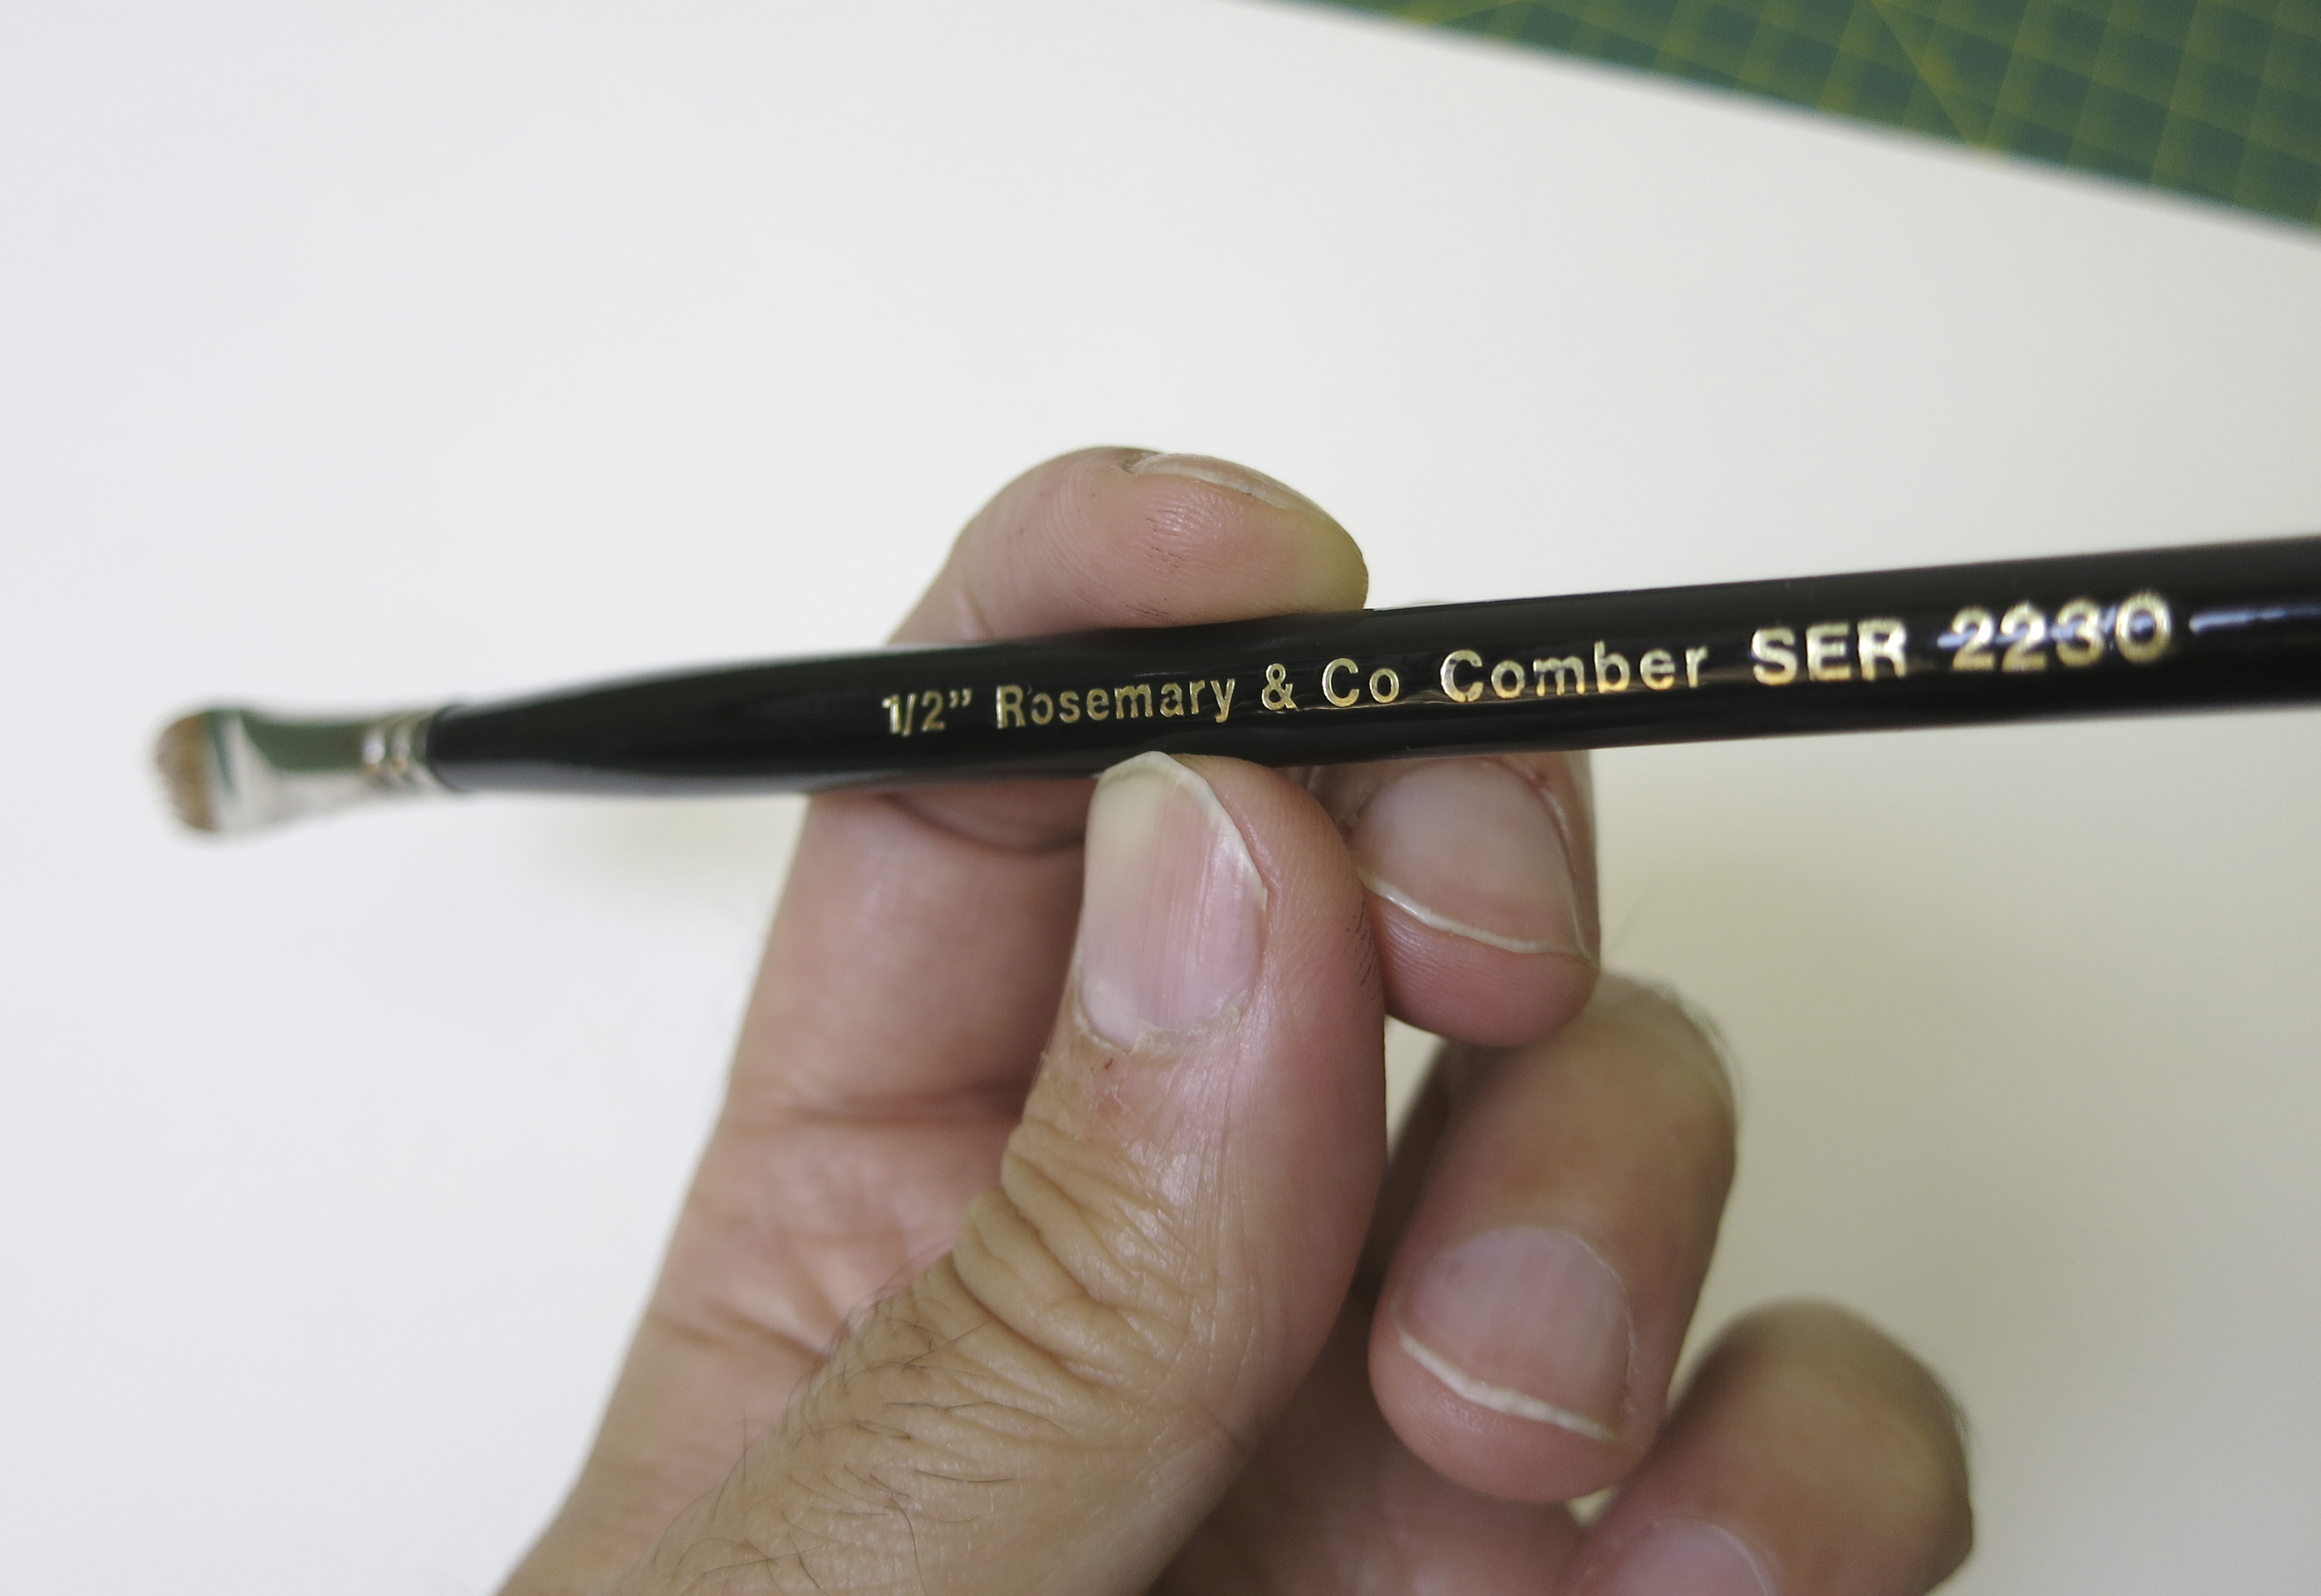 1/2” Rosemary & Co Comber SER 2230